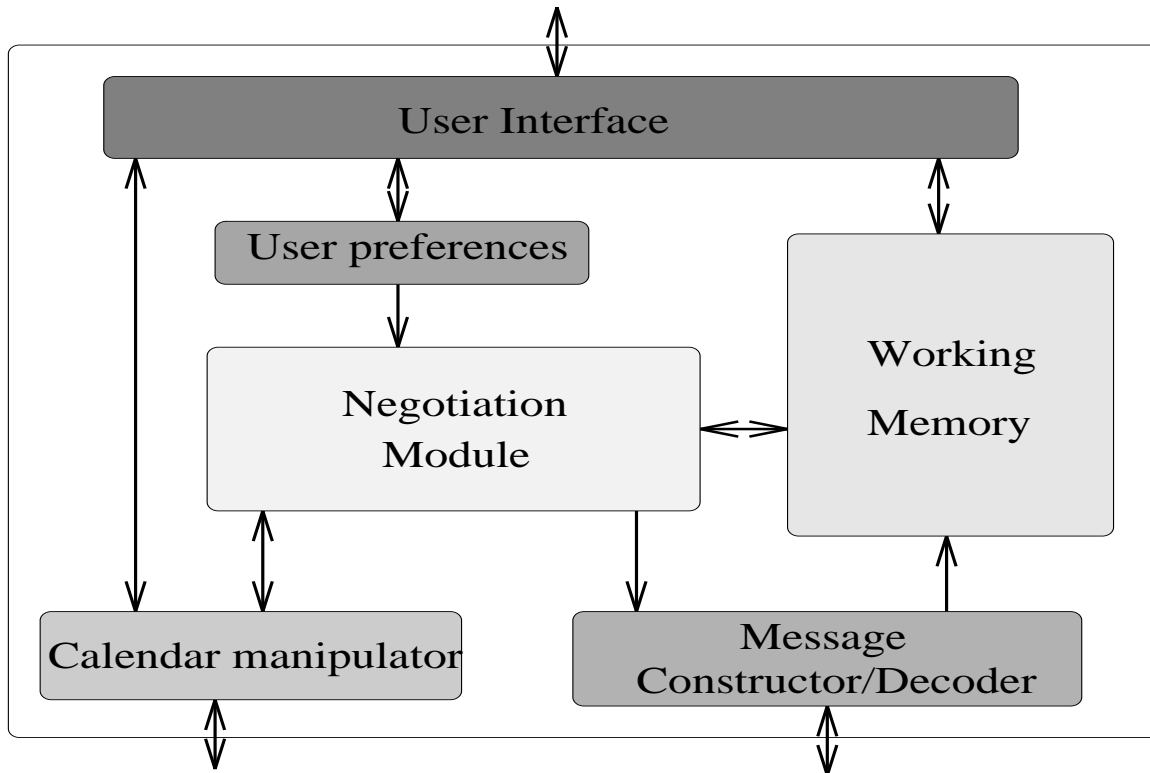 User Interface
User preferences
Working
Memory
Negotiation
Module
Calendar manipulator
Message
Constructor/Decoder